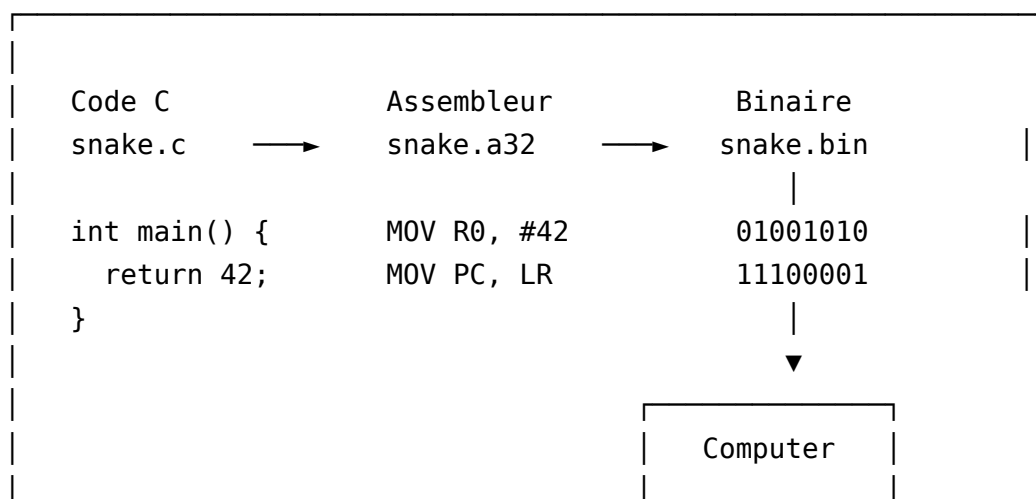 Code C Assembleur Binaire
snake.c snake.a32 snake.bin
int main() { MOV R0, #42 01001010
return 42; MOV PC, LR 11100001
}
Computer